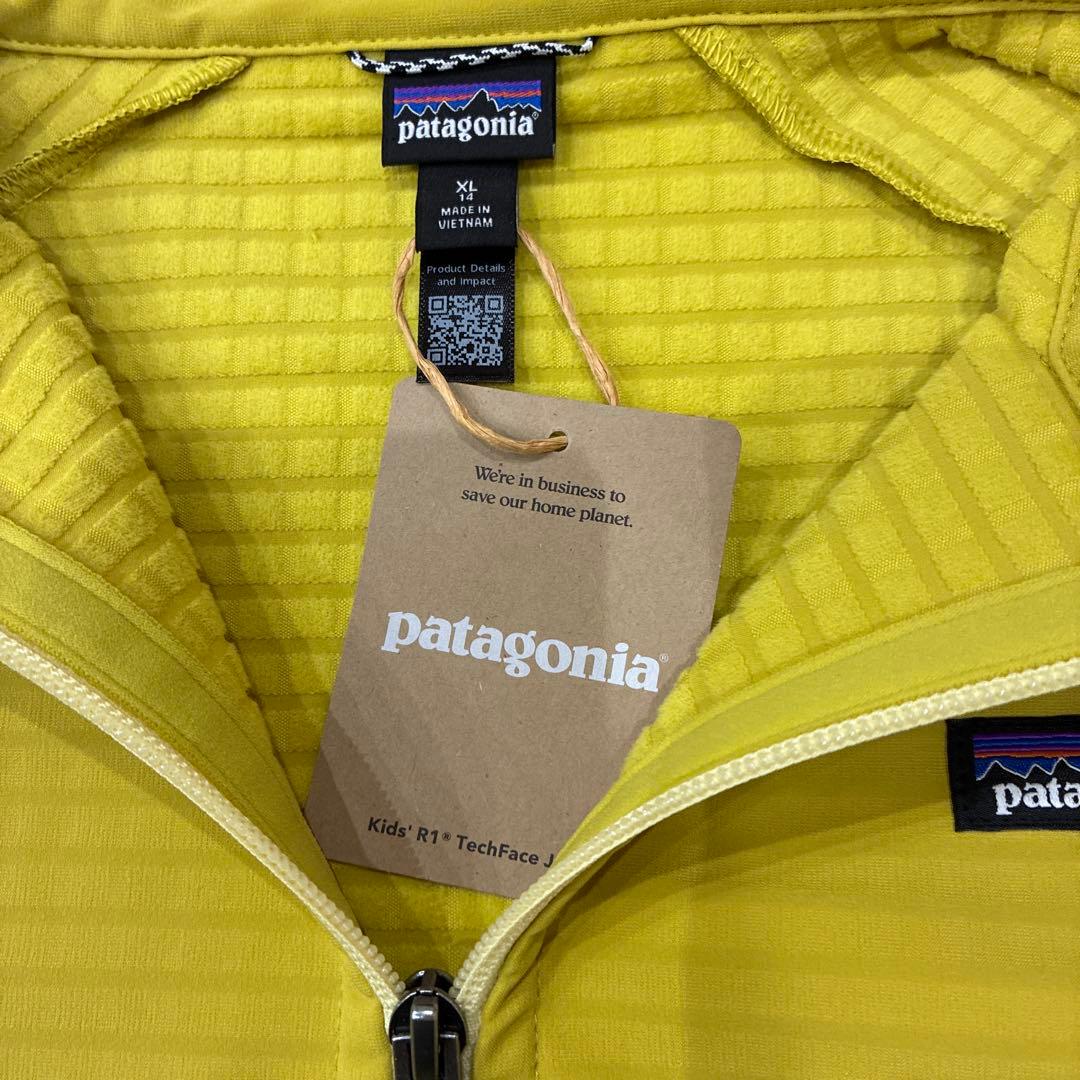 patagonia®
XL
14
MADE IN
VIETNAM
Product Details
and Impact
We're in business to
save our home planet.
patagonia®
Kids' R1® TechFace J
pata